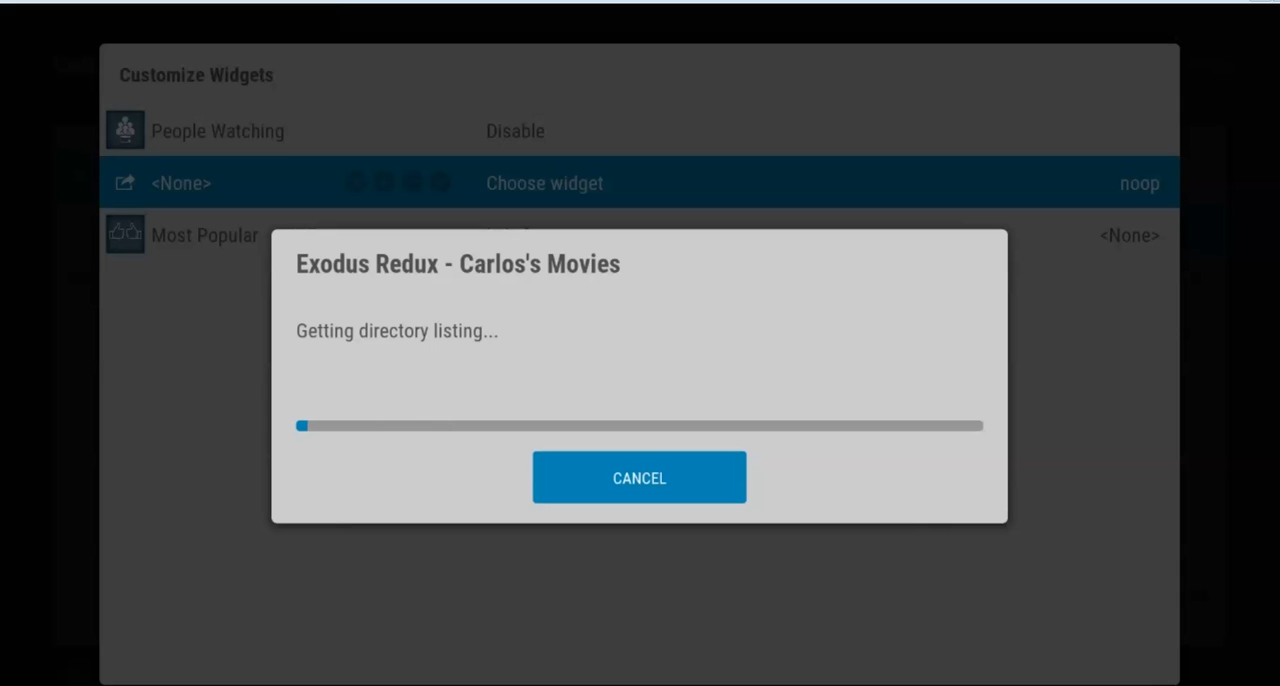 Customize Widgets
People Watching Disable
<None> Choose widget noop
Most Popular <None>
Exodus Redux - Carlos's Movies
Getting directory listing...
CANCEL